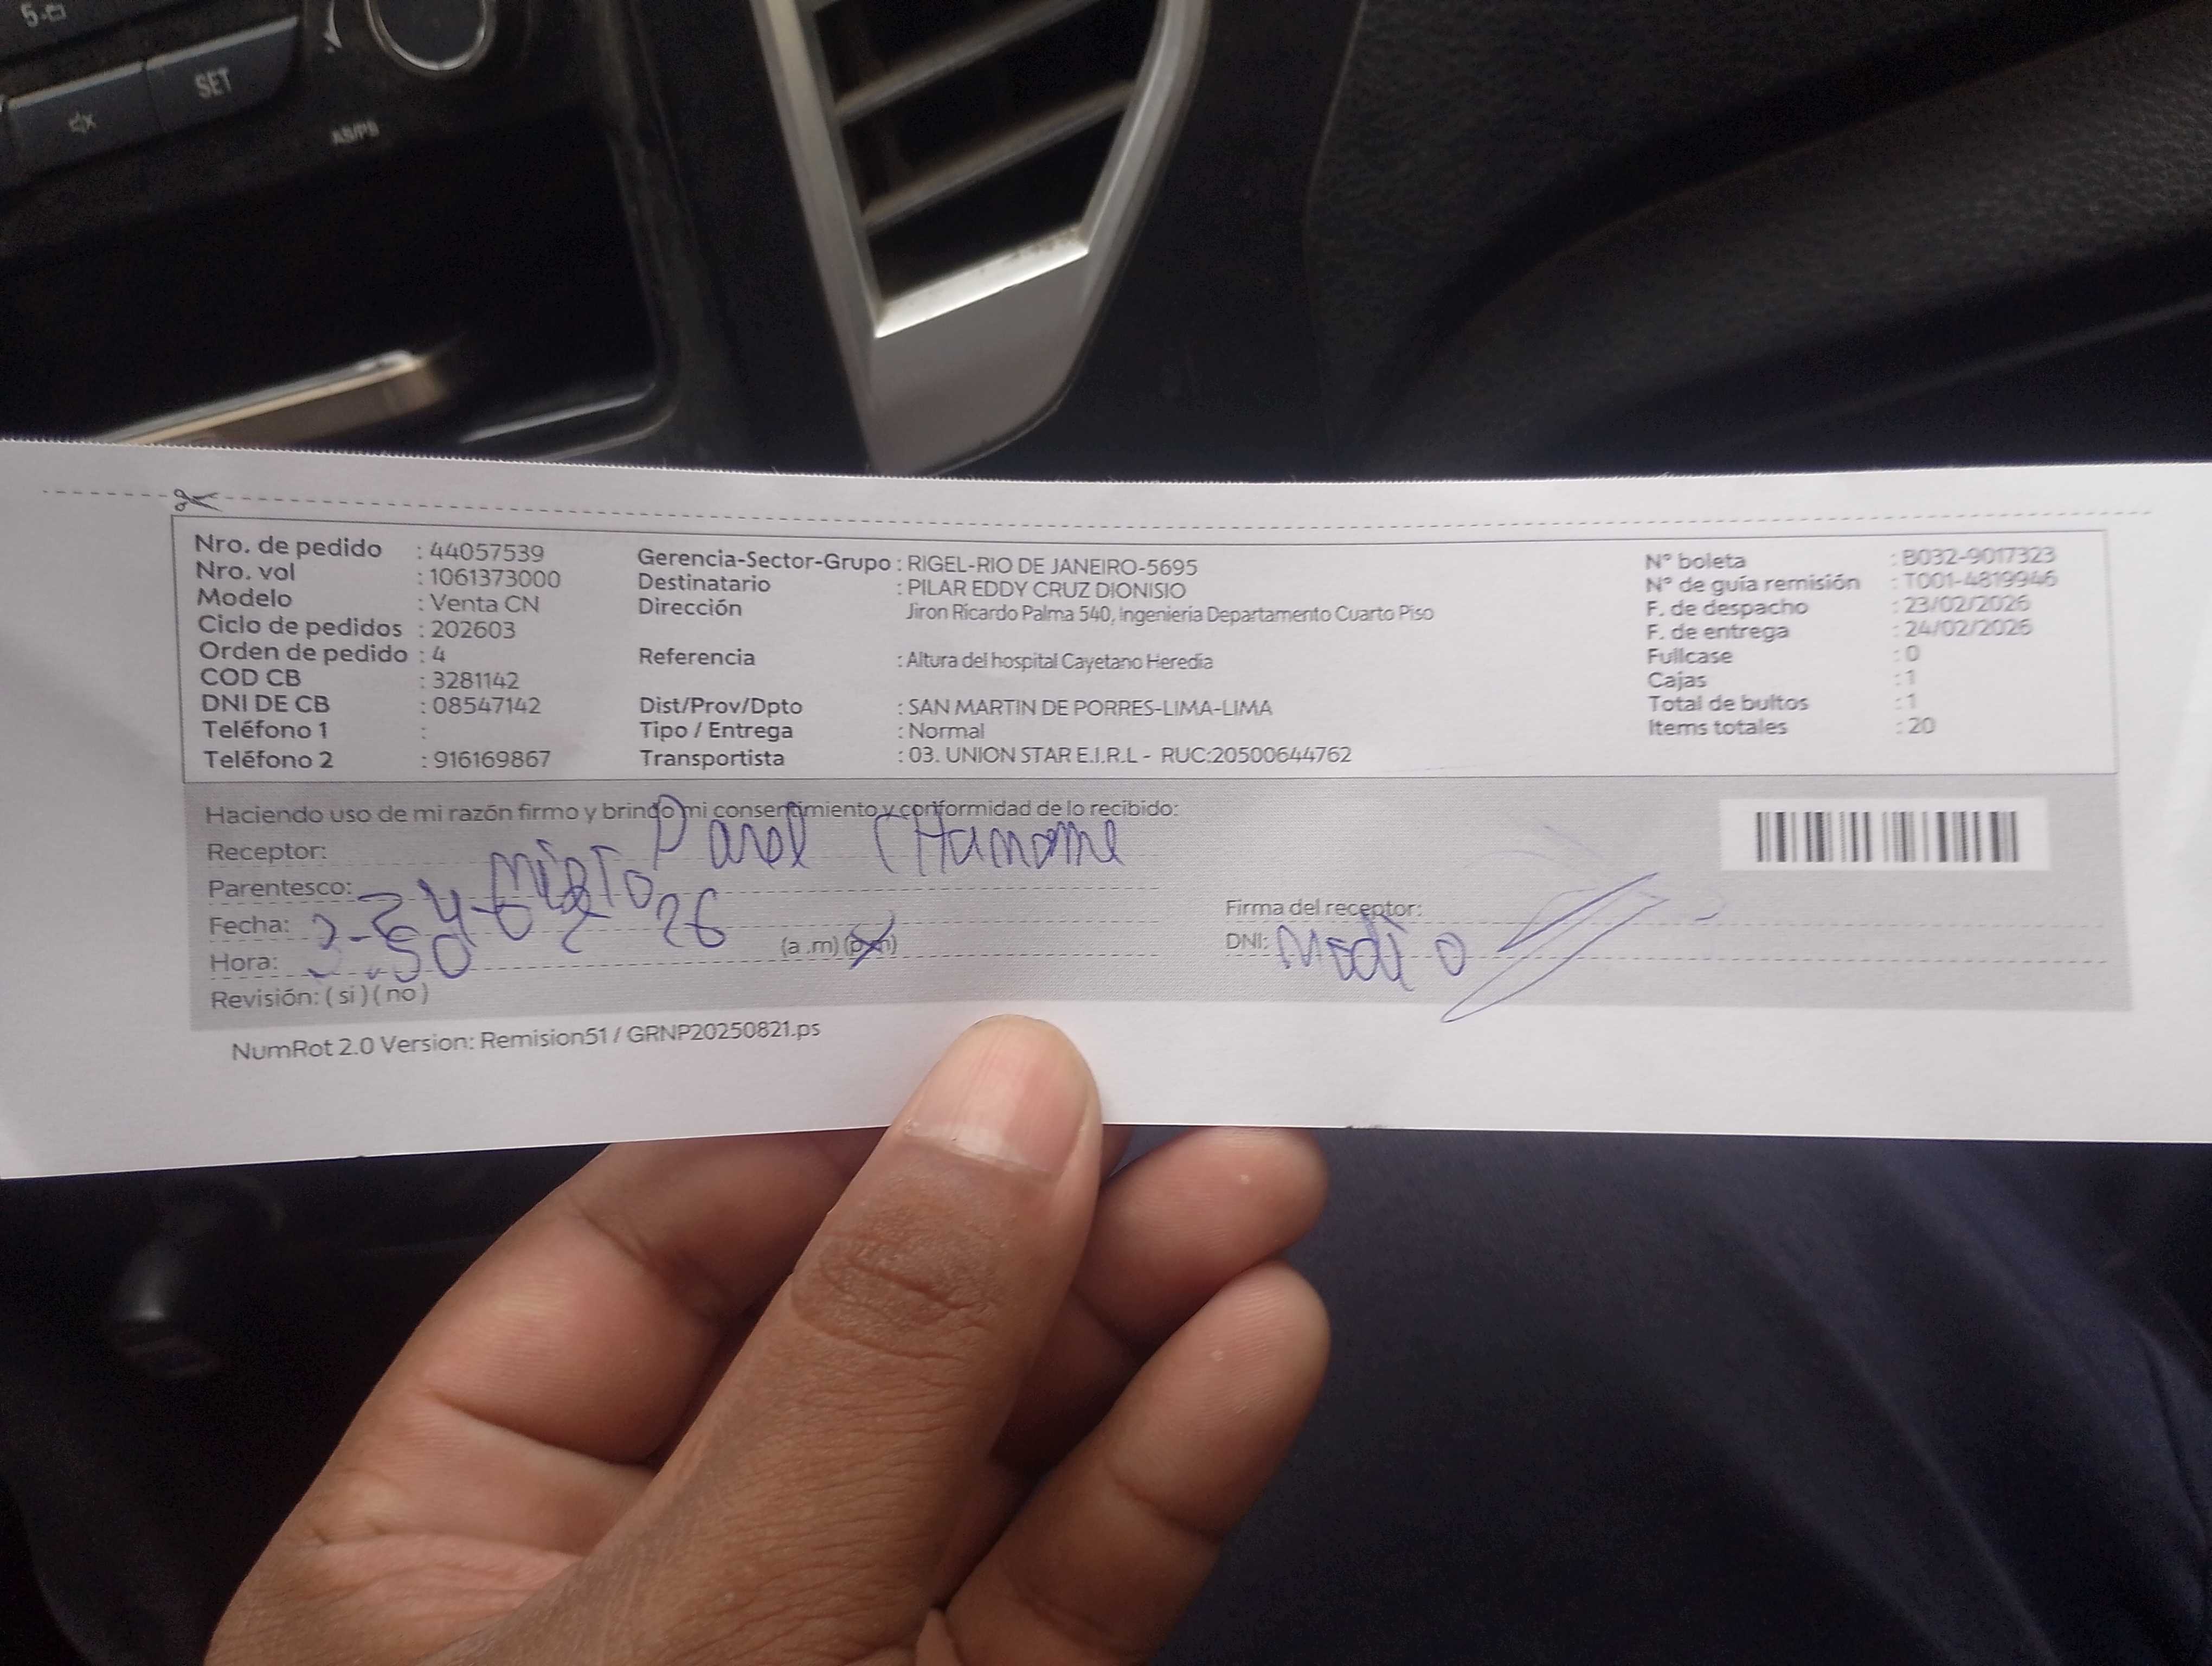 SET
AS/PS
Nro. de pedido : 44057539
Nro. vol : 1061373000
Modelo : Venta CN
Ciclo de pedidos : 202603
Orden de pedido : 4
COD CB : 3281142
DNI DE CB : 08547142
Teléfono 1 :
Teléfono 2 : 916169867
Gerencia-Sector-Grupo : RIGEL-RIO DE JANEIRO-5695
Destinatario : PILAR EDDY CRUZ DIONISIO
Dirección Jiron Ricardo Palma 540, Ingenieria Departamento Cuarto Piso
Referencia : Altura del hospital Cayetano Heredia
Dist/Prov/Dpto : SAN MARTIN DE PORRES-LIMA-LIMA
Tipo / Entrega : Normal
Transportista : 03. UNION STAR E.I.R.L - RUC:20500644762
N° boleta : B032-9017323
N° de guía remisión : T001-4819946
F. de despacho : 23/02/2026
F. de entrega : 24/02/2026
Fullcase : 0
Cajas : 1
Total de bultos : 1
Items totales : 20
Haciendo uso de mi razón firmo y brindo mi consentimiento y conformidad de lo recibido:
Receptor:
Parentesco:
Fecha: 24 2 26
Hora: 3.50 (a .m) (p.m)
Revisión: ( si ) ( no )
Firma del receptor:
DNI:
NumRot 2.0 Version: Remision51 / GRNP20250821.ps